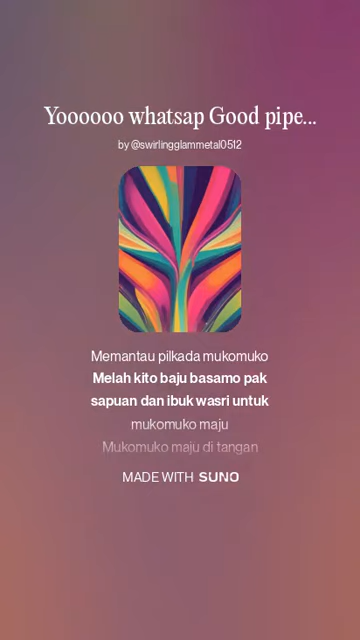 Yoooooo whatsap Good pipe...
by @swirlingglammetal0512
Memantau pilkada mukomuko
Melah kito baju basamo pak
sapuan dan ibuk wasri untuk
mukomuko maju
Mukomuko maju di tangan
MADE WITH SUNO